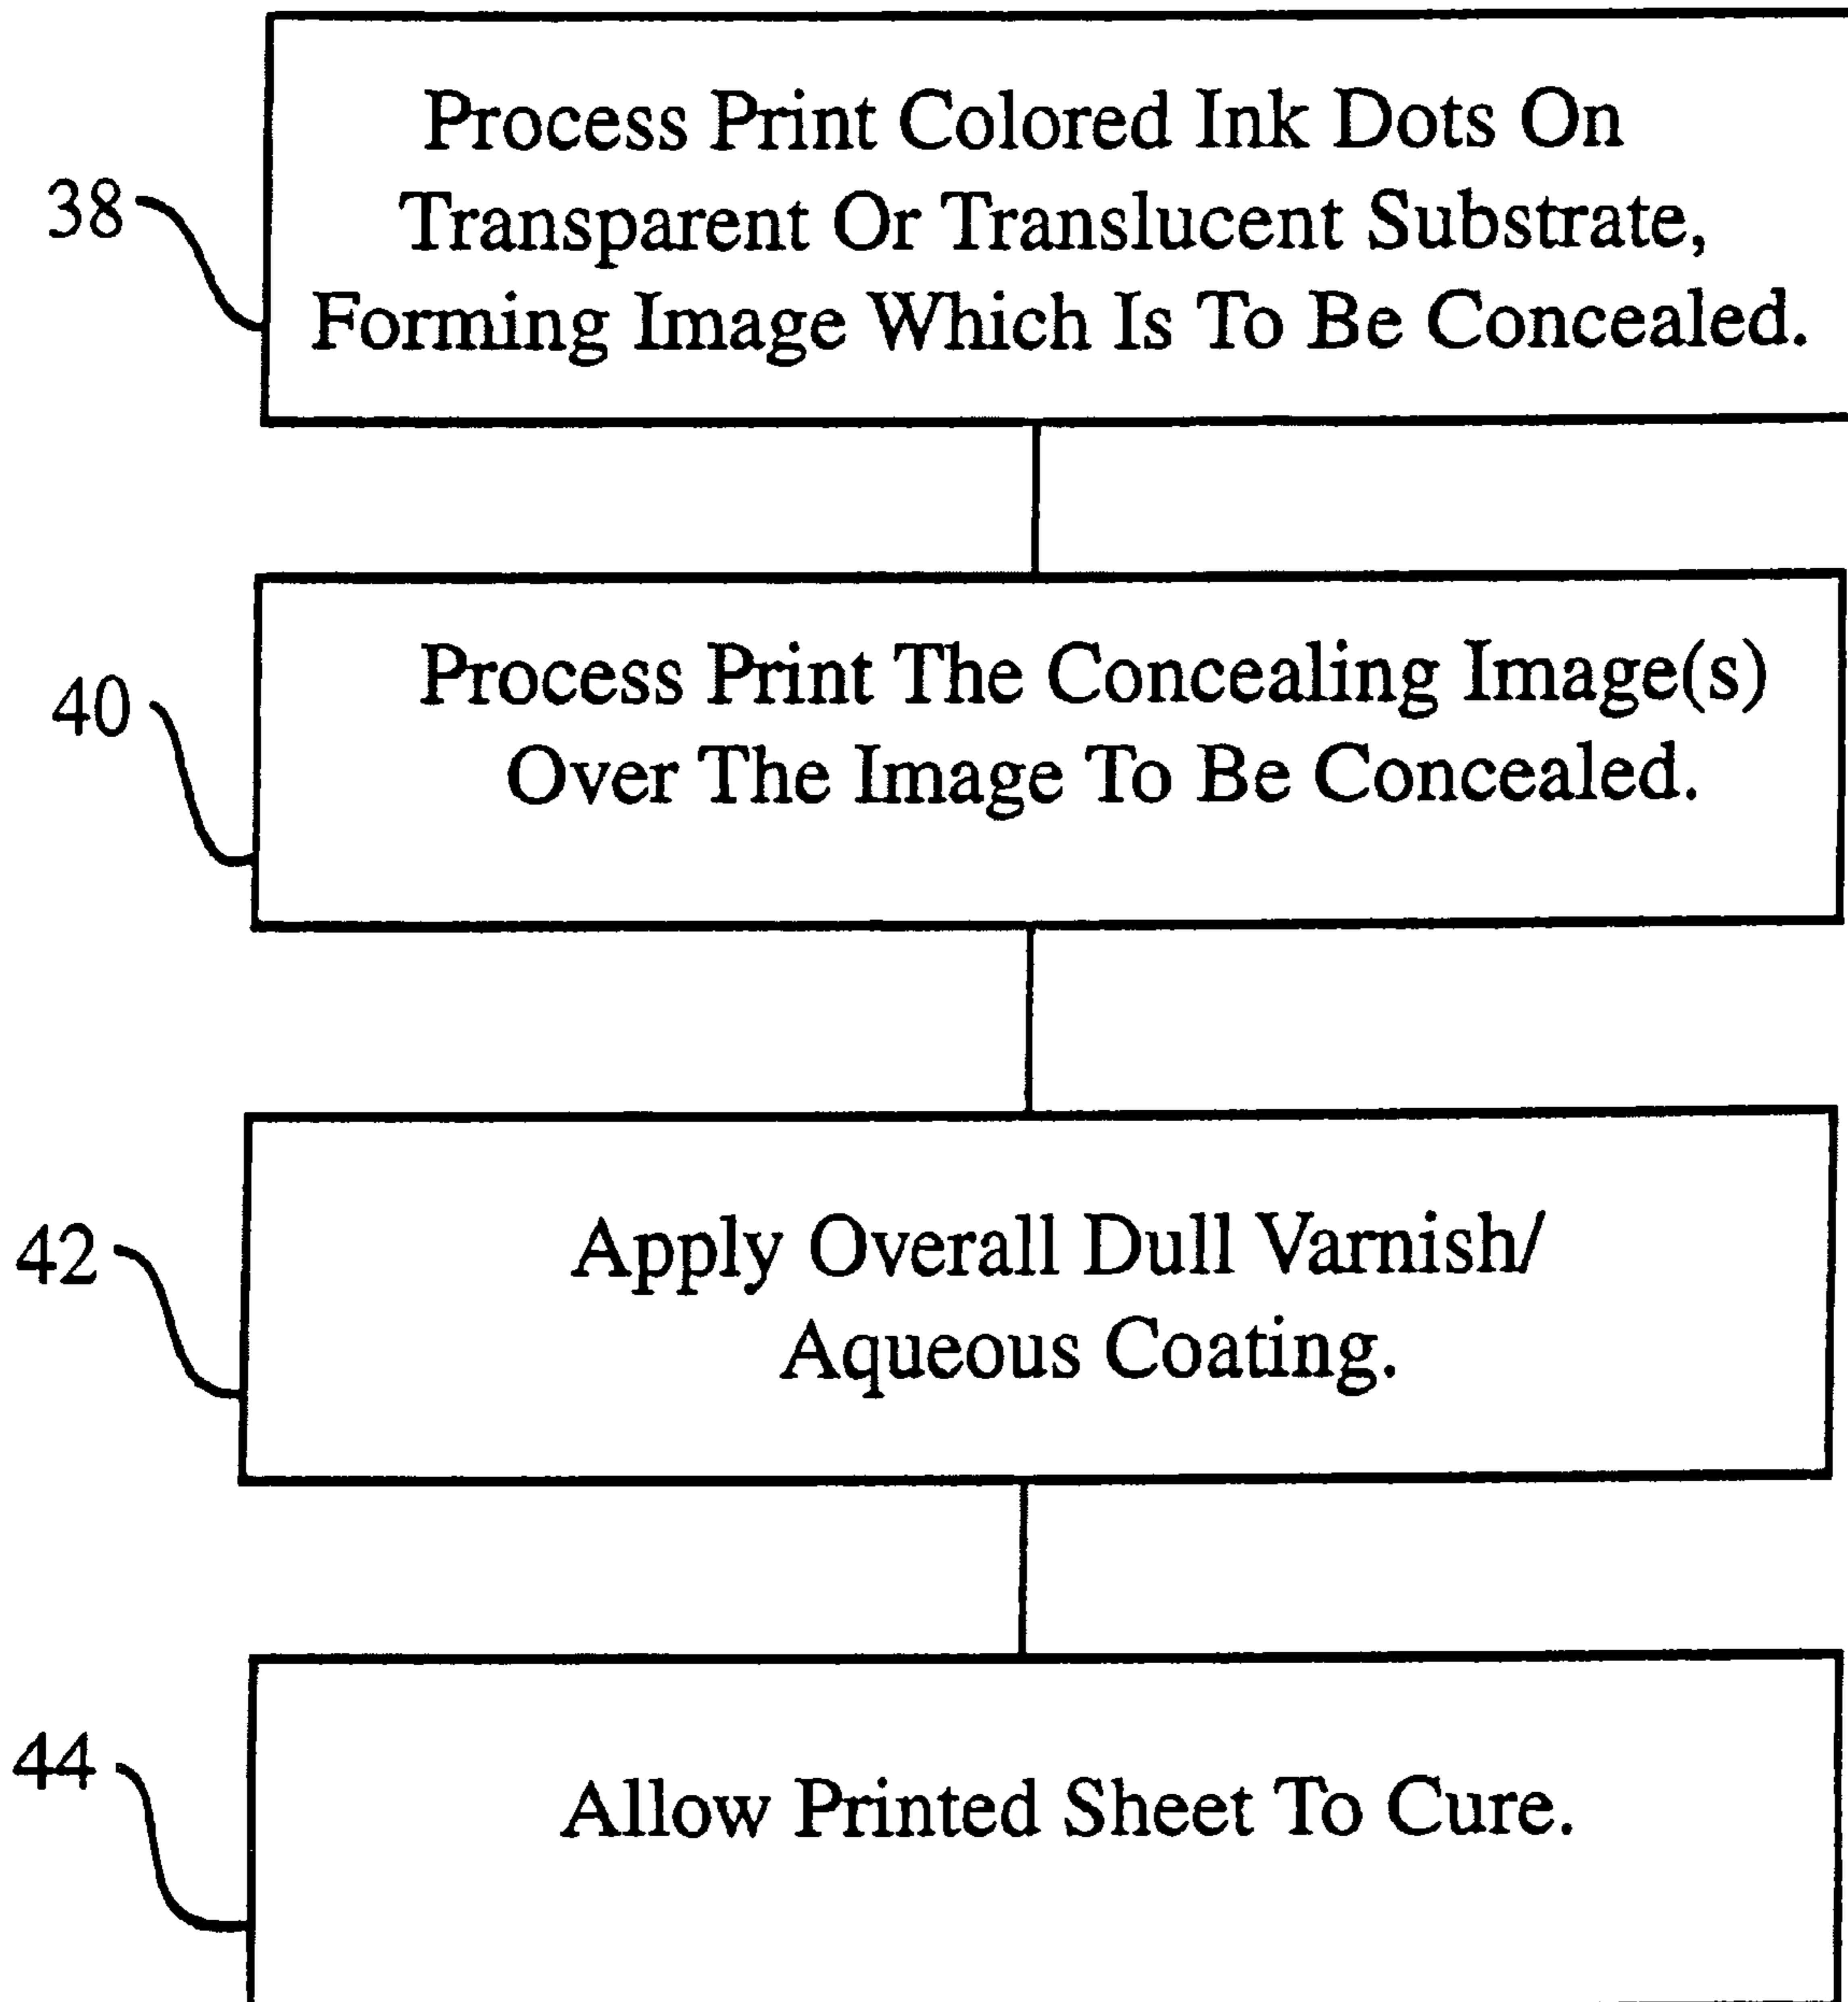 Process Print Colored Ink Dots On
Transparent Or Translucent Substrate,
Forming Image Which Is To Be Concealed.
38
Process Print The Concealing Image(s)
Over The Image To Be Concealed.
40
Apply Overall Dull Varnish/
Aqueous Coating.
42
Allow Printed Sheet To Cure.
44